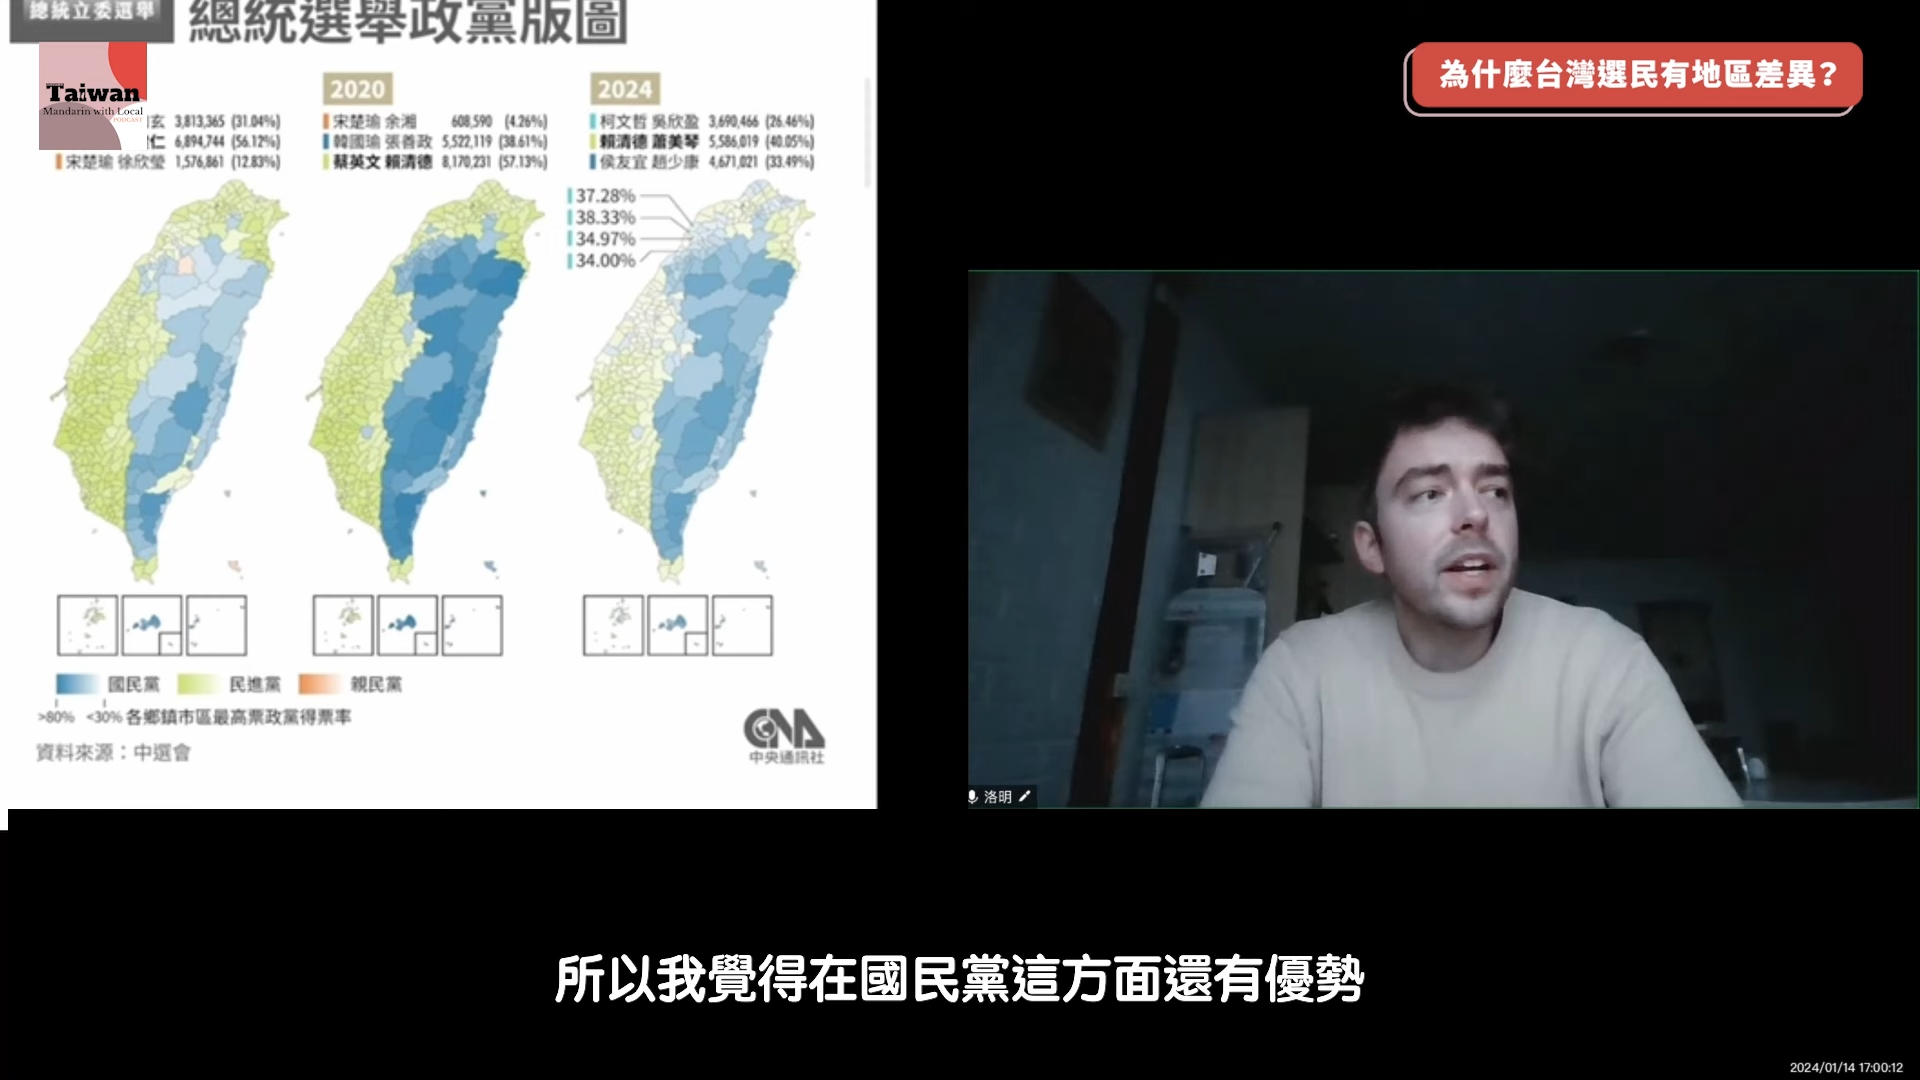 總統立委選舉
總統選舉政黨版圖
Taiwan
Mandarin with Local
PODCAST
為什麼台灣選民有地區差異?
玄 3,813,365 (31.04%)
仁 6,894,744 (56.12%)
宋楚瑜 徐欣瑩 1,576,861 (12.83%)
2020
宋楚瑜 余湘 608,590 (4.26%)
韓國瑜 張善政 5,522,119 (38.61%)
蔡英文 賴清德 8,170,231 (57.13%)
2024
柯文哲 吳欣盈 3,690,466 (26.46%)
賴清德 蕭美琴 5,586,019 (40.05%)
侯友宜 趙少康 4,671,021 (33.49%)
37.28%
38.33%
34.97%
34.00%
國民黨 民進黨 親民黨
>80% <30% 各鄉鎮市區最高票政黨得票率
資料來源：中選會
CNA
中央通訊社
洛明
所以我覺得在國民黨這方面還有優勢
2024/01/14 17:00:12